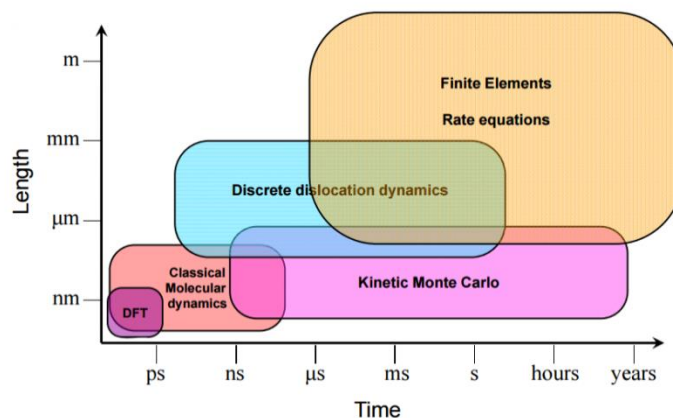 m
Finite Elements
Rate equations
mm
Length
Discrete dislocation dynamics
μm
Classical
Molecular
dynamics
Kinetic Monte Carlo
nm
DFT
ps ns μs ms s hours years
Time